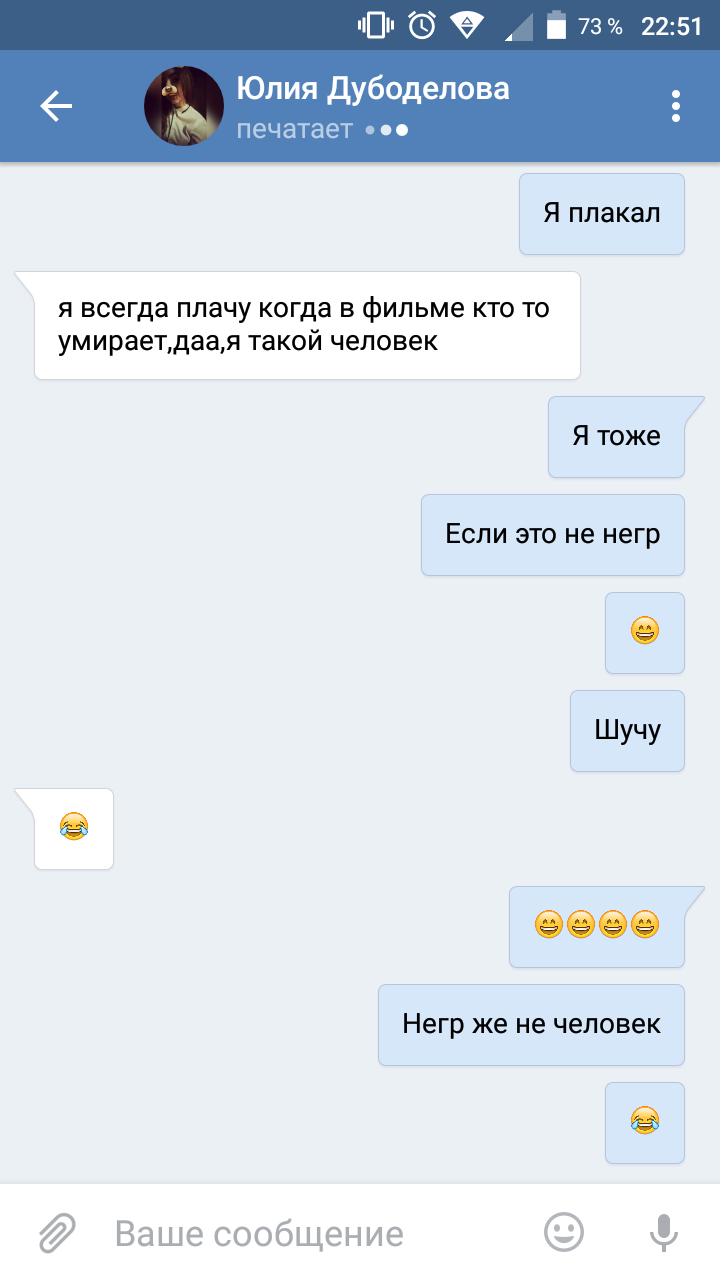 73 % 22:51
Юлия Дубоделова
печатает
Я плакал
я всегда плачу когда в фильме кто то
умирает,даа,я такой человек
Я тоже
Если это не негр
😄
Шучу
😂
😄😄😄😄
Негр же не человек
😂
Ваше сообщение